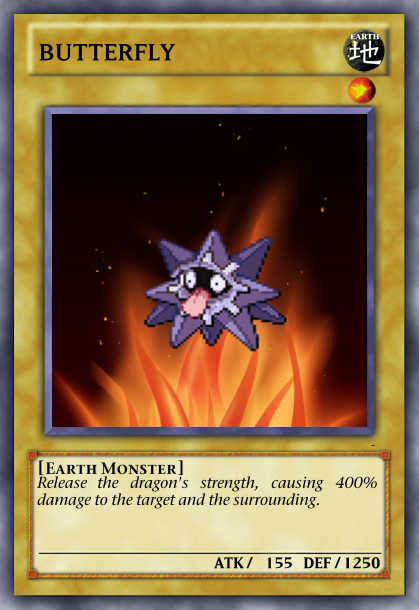 BUTTERFLY
EARTH
地
[EARTH MONSTER]
Release the dragon's strength, causing 400%
damage to the target and the surrounding.
ATK/ 155 DEF/1250